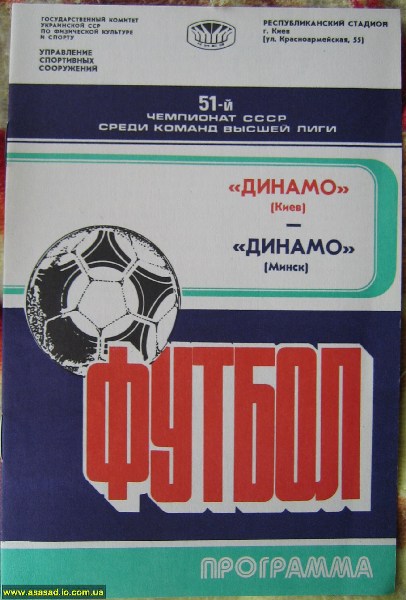 ГОСУДАРСТВЕННЫЙ КОМИТЕТ
УКРАИНСКОЙ ССР
ПО ФИЗИЧЕСКОЙ КУЛЬТУРЕ
И СПОРТУ
УПРАВЛЕНИЕ
СПОРТИВНЫХ
СООРУЖЕНИЙ
РЕСПУБЛИКАНСКИЙ СТАДИОН
г. Киев
(ул. Красноармейская, 55)
51-й
ЧЕМПИОНАТ СССР
СРЕДИ КОМАНД ВЫСШЕЙ ЛИГИ
«ДИНАМО»
(Киев)
—
«ДИНАМО»
(Минск)
ФУТБОЛ
ПРОГРАММА
www.asasad.io.com.ua